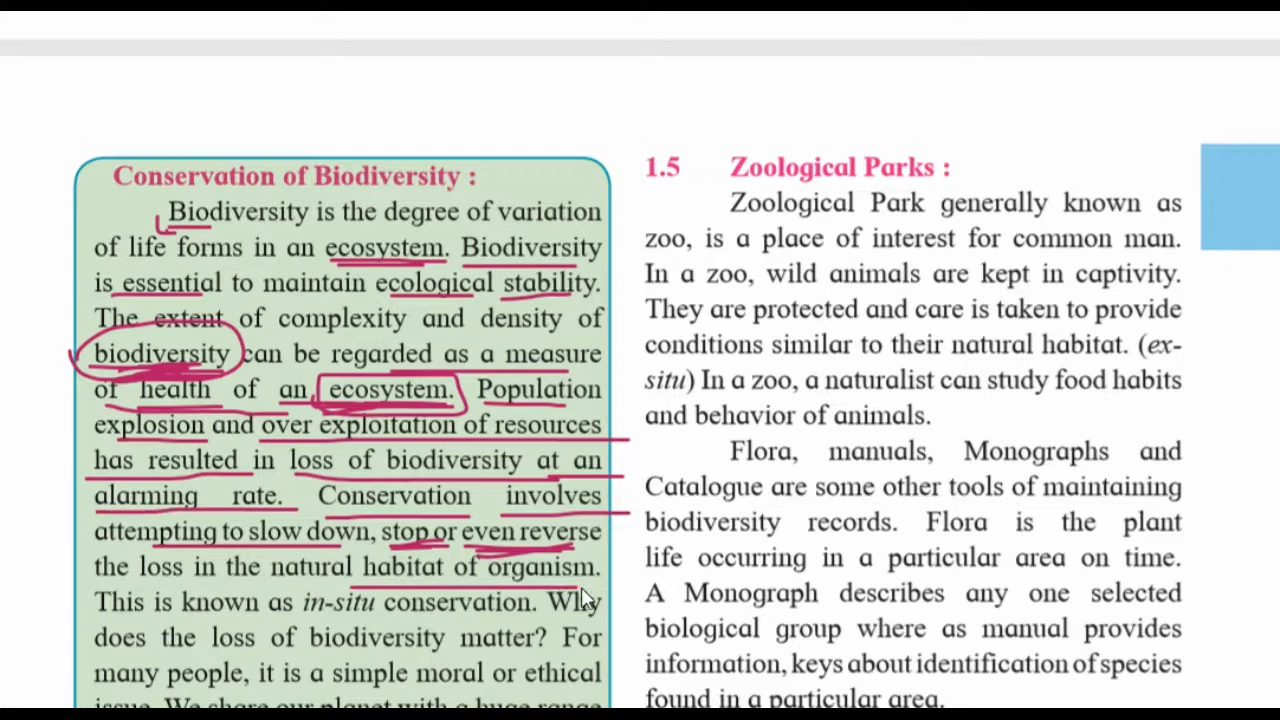 Conservation of Biodiversity :
Biodiversity is the degree of variation
of life forms in an ecosystem. Biodiversity
is essential to maintain ecological stability.
The extent of complexity and density of
biodiversity can be regarded as a measure
of health of an ecosystem. Population
explosion and over exploitation of resources
has resulted in loss of biodiversity at an
alarming rate. Conservation involves
attempting to slow down, stop or even reverse
the loss in the natural habitat of organism.
This is known as in-situ conservation. Why
does the loss of biodiversity matter? For
many people, it is a simple moral or ethical
issue. We share our planet with a huge range
1.5 Zoological Parks :
Zoological Park generally known as
zoo, is a place of interest for common man.
In a zoo, wild animals are kept in captivity.
They are protected and care is taken to provide
conditions similar to their natural habitat. (ex-
situ) In a zoo, a naturalist can study food habits
and behavior of animals.
Flora, manuals, Monographs and
Catalogue are some other tools of maintaining
biodiversity records. Flora is the plant
life occurring in a particular area on time.
A Monograph describes any one selected
biological group where as manual provides
information, keys about identification of species
found in a particular area.